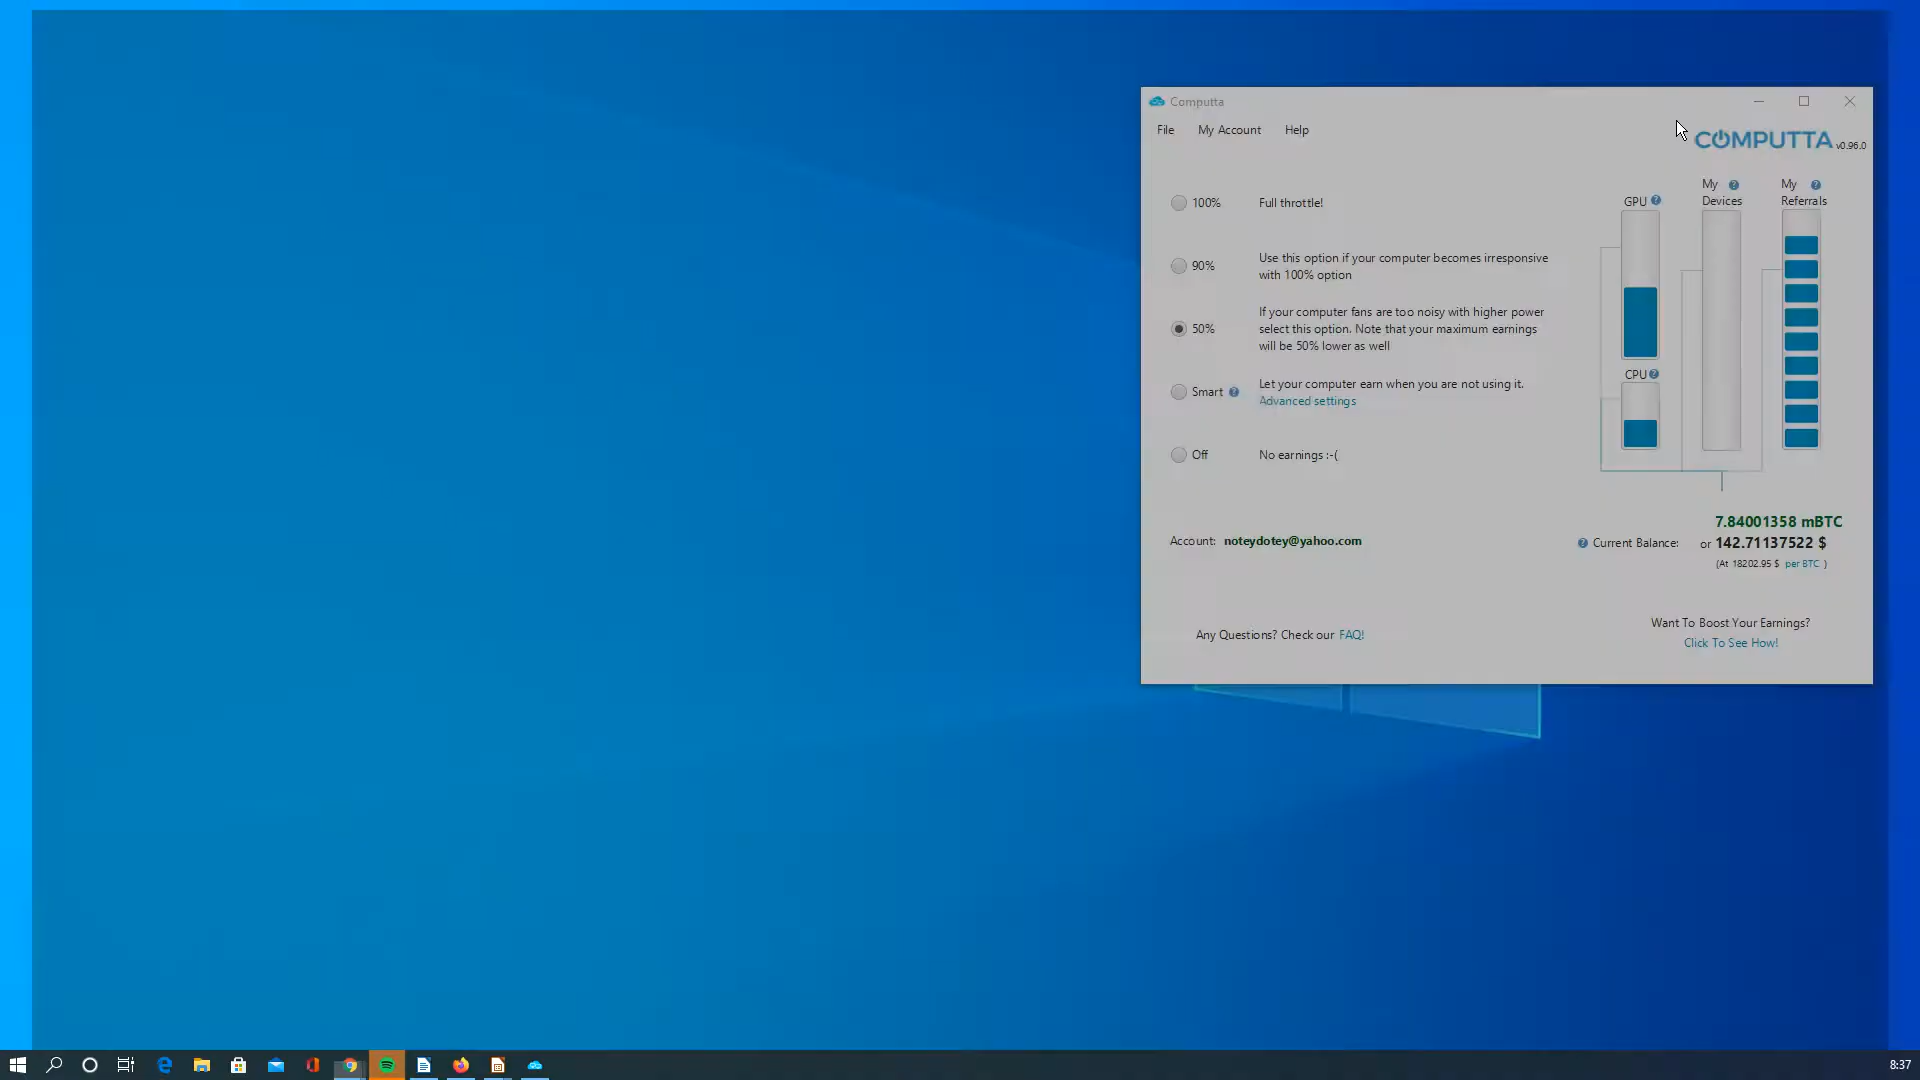 Computta
File My Account Help
COMPUTTA v0.96.0
100% Full throttle!
90% Use this option if your computer becomes irresponsive
with 100% option
50% If your computer fans are too noisy with higher power
select this option. Note that your maximum earnings
will be 50% lower as well
Smart ? Let your computer earn when you are not using it.
Advanced settings
Off No earnings :-(
GPU ?
CPU ?
My ?
Devices
My ?
Referrals
Account: noteydotey@yahoo.com
7.84001358 mBTC
? Current Balance: or 142.71137522 $
(At 18202.95 $ per BTC )
Any Questions? Check our FAQ!
Want To Boost Your Earnings?
Click To See How!
8:37